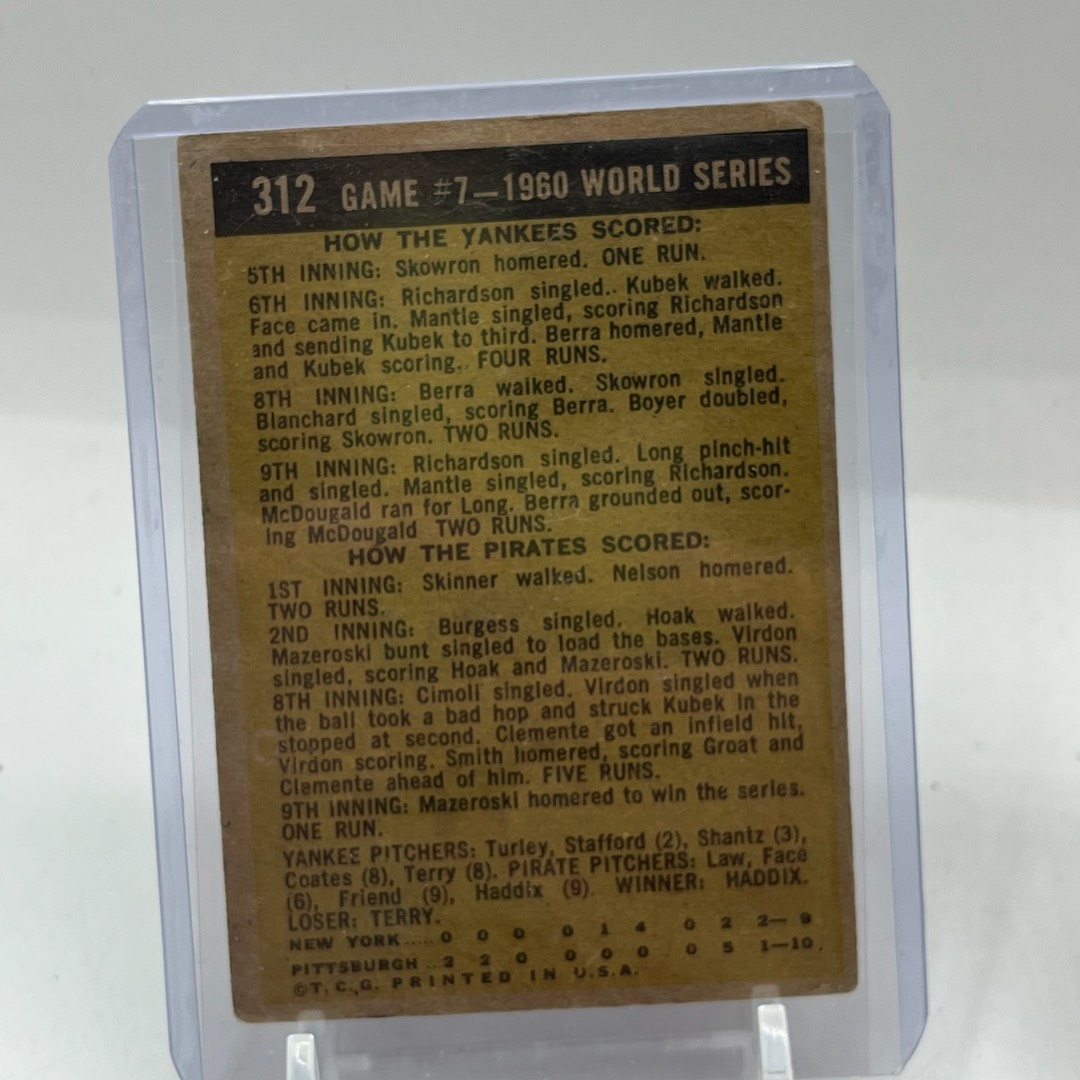 312 GAME #7—1960 WORLD SERIES
HOW THE YANKEES SCORED:
5TH INNING: Skowron homered. ONE RUN.
6TH INNING: Richardson singled.. Kubek walked.
Face came in. Mantle singled, scoring Richardson
and sending Kubek to third. Berra homered, Mantle
and Kubek scoring. FOUR RUNS.
8TH INNING: Berra walked. Skowron singled.
Blanchard singled, scoring Berra. Boyer doubled,
scoring Skowron. TWO RUNS.
9TH INNING: Richardson singled. Long pinch-hit
and singled. Mantle singled, scoring Richardson.
McDougald ran for Long. Berra grounded out, scor-
ing McDougald TWO RUNS.
HOW THE PIRATES SCORED:
1ST INNING: Skinner walked. Nelson homered.
TWO RUNS.
2ND INNING: Burgess singled. Hoak walked.
Mazeroski bunt singled to load the bases. Virdon
singled, scoring Hoak and Mazeroski. TWO RUNS.
8TH INNING: Cimoli singled. Virdon singled when
the ball took a bad hop and struck Kubek in the
stopped at second. Clemente got an infield hit,
Virdon scoring. Smith homered, scoring Groat and
Clemente ahead of him. FIVE RUNS.
9TH INNING: Mazeroski homered to win the series.
ONE RUN.
YANKEE PITCHERS: Turley, Stafford (2), Shantz (3),
Coates (8), Terry (8). PIRATE PITCHERS: Law, Face
(6), Friend (9), Haddix (9). WINNER: HADDIX.
LOSER: TERRY.
NEW YORK..... 0 0 0 0 1 4 0 2 2— 9
PITTSBURGH .. 2 2 0 0 0 0 0 5 1—10.
©T. C. G. PRINTED IN U.S.A.